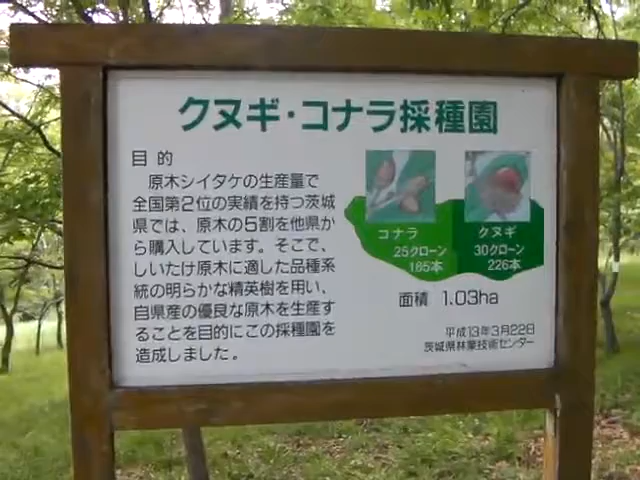 クヌギ・コナラ採種園
目的
原木シイタケの生産量で
全国第2位の実績を持つ茨城
県では、原木の5割を他県か
ら購入しています。そこで、
しいたけ原木に適した品種系
統の明らかな精英樹を用い、
自県産の優良な原木を生産す
ることを目的にこの採種園を
造成しました。
コナラ
25クローン
185本
クヌギ
30クローン
226本
面積 1.03ha
平成13年3月22日
茨城県林業技術センター